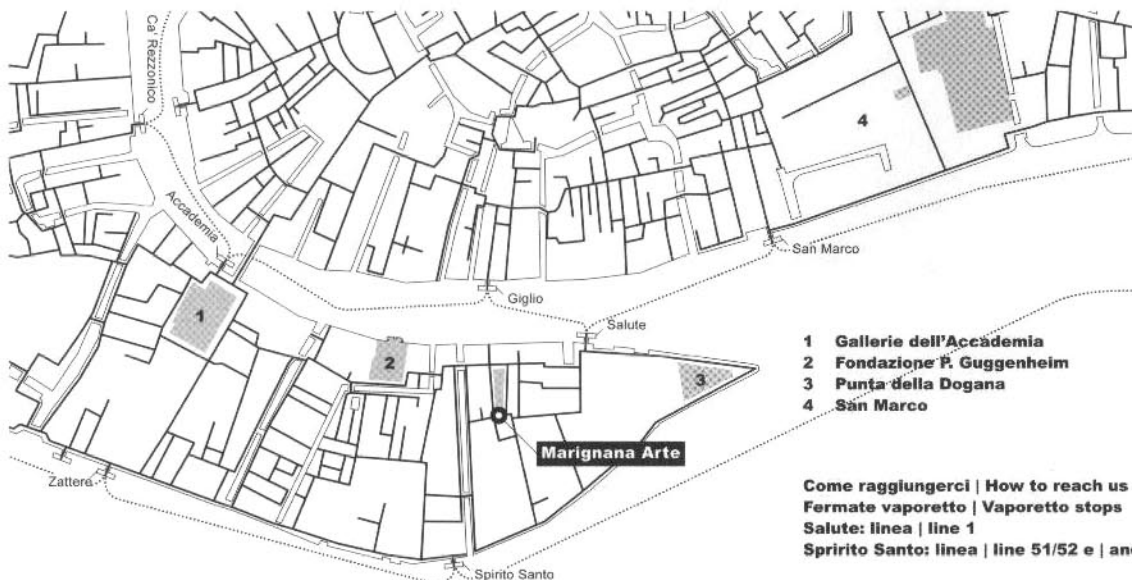 Ca' Rezzonico
Accademia
4
San Marco
1
Giglio
Salute
2
3
Marignana Arte
Zattere
Spirito Santo
1 Gallerie dell'Accademia
2 Fondazione P. Guggenheim
3 Punta della Dogana
4 San Marco
Come raggiungerci | How to reach us
Fermate vaporetto | Vaporetto stops
Salute: linea | line 1
Spririto Santo: linea | line 51/52 e |